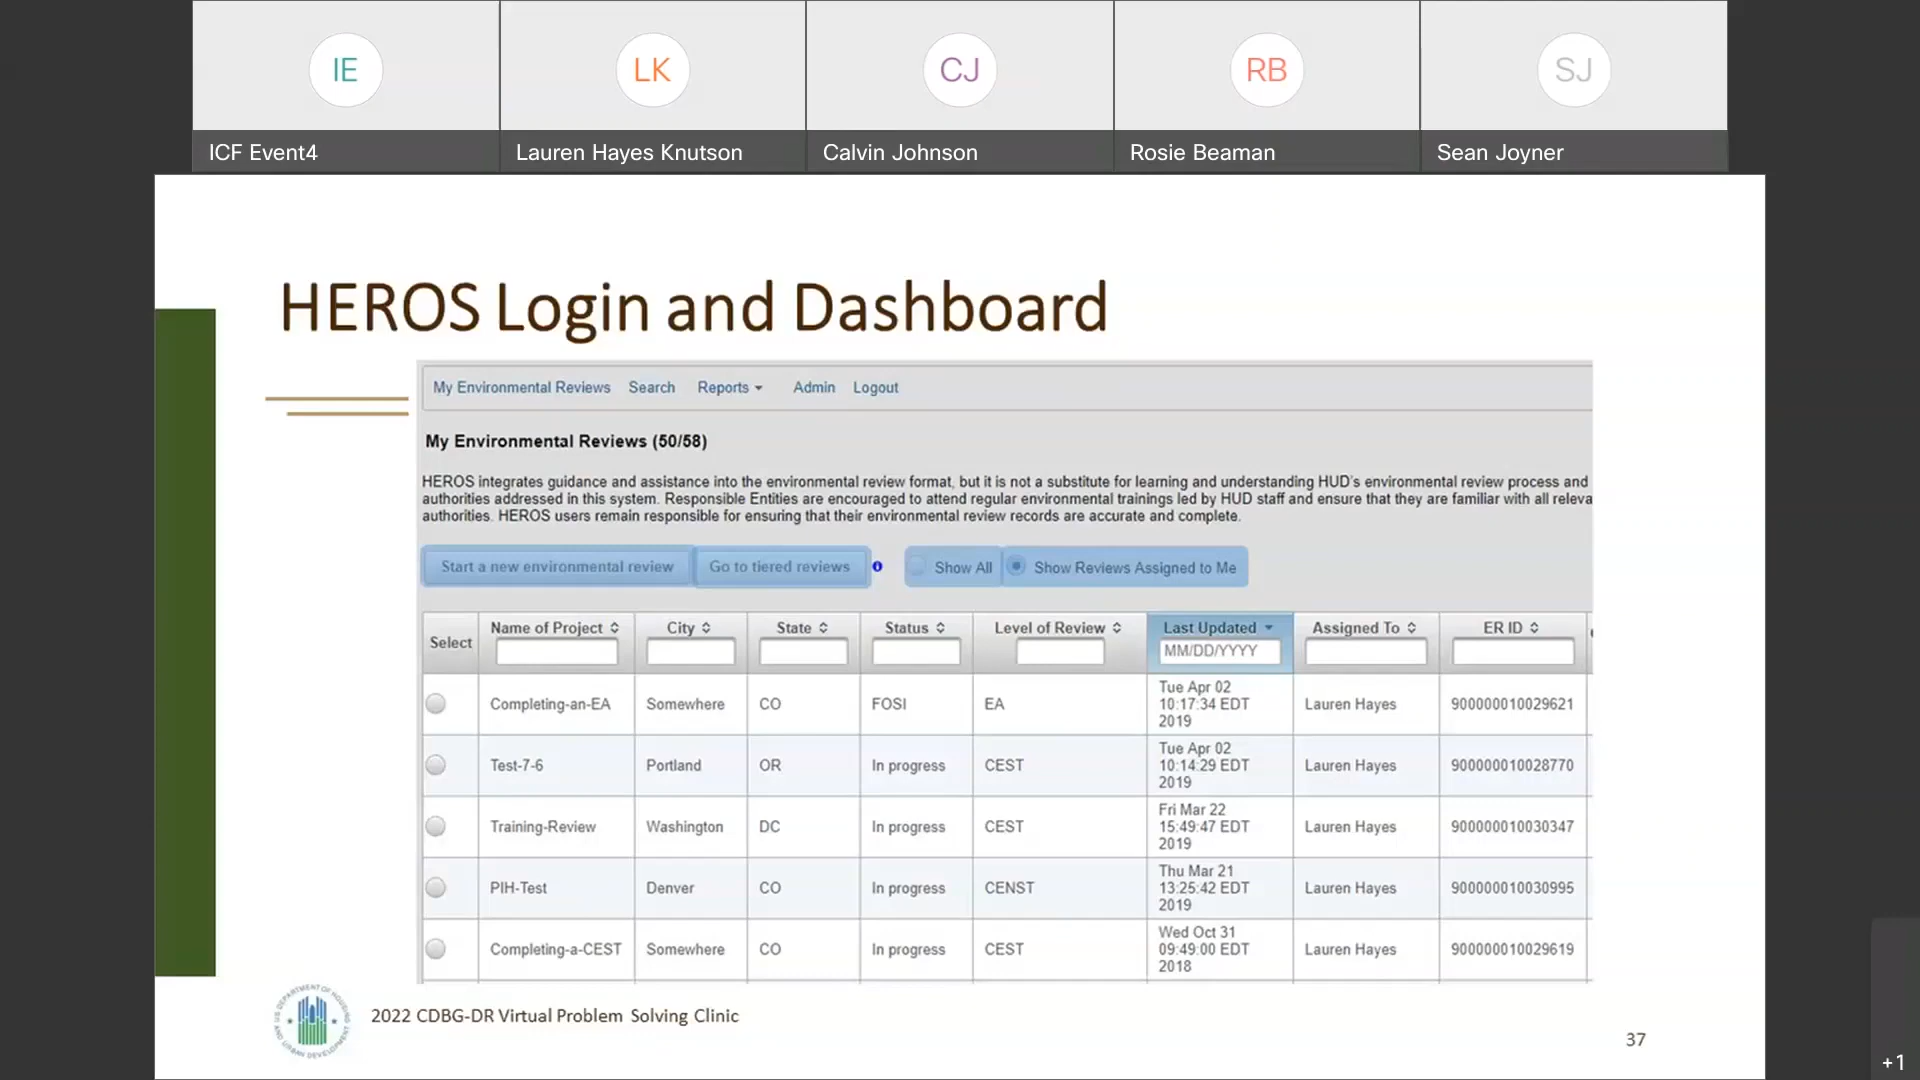 IE
LK
CJ
RB
SJ
ICF Event4
Lauren Hayes Knutson
Calvin Johnson
Rosie Beaman
Sean Joyner
HEROS Login and Dashboard
My Environmental Reviews Search Reports Admin Logout
My Environmental Reviews (50/58)
HEROS integrates guidance and assistance into the environmental review format, but it is not a substitute for learning and understanding HUD's environmental review process and
authorities addressed in this system. Responsible Entities are encouraged to attend regular environmental trainings led by HUD staff and ensure that they are familiar with all releva
authorities. HEROS users remain responsible for ensuring that their environmental review records are accurate and complete.
Start a new environmental review Go to tiered reviews Show All Show Reviews Assigned to Me
Select Name of Project City State Status Level of Review Last Updated Assigned To ER ID
MM/DD/YYYY
Completing-an-EA Somewhere CO FOSI EA Tue Apr 02 10:17:34 EDT 2019 Lauren Hayes 900000010029621
Test-7-6 Portland OR In progress CEST Tue Apr 02 10:14:29 EDT 2019 Lauren Hayes 900000010028770
Training-Review Washington DC In progress CEST Fri Mar 22 15:49:47 EDT 2019 Lauren Hayes 900000010030347
PIH-Test Denver CO In progress CENST Thu Mar 21 13:25:42 EDT 2019 Lauren Hayes 900000010030995
Completing-a-CEST Somewhere CO In progress CEST Wed Oct 31 09:49:00 EDT 2018 Lauren Hayes 900000010029619
US DEPARTMENT OF HOUSING AND URBAN DEVELOPMENT
2022 CDBG-DR Virtual Problem Solving Clinic
37
+1